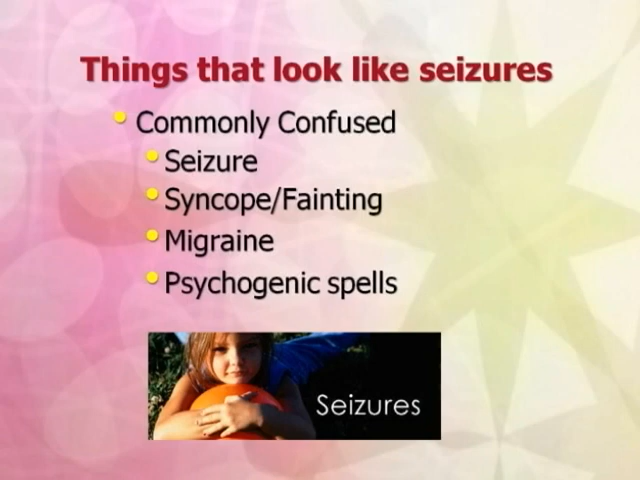 Things that look like seizures
Commonly Confused
Seizure
Syncope/Fainting
Migraine
Psychogenic spells
Seizures